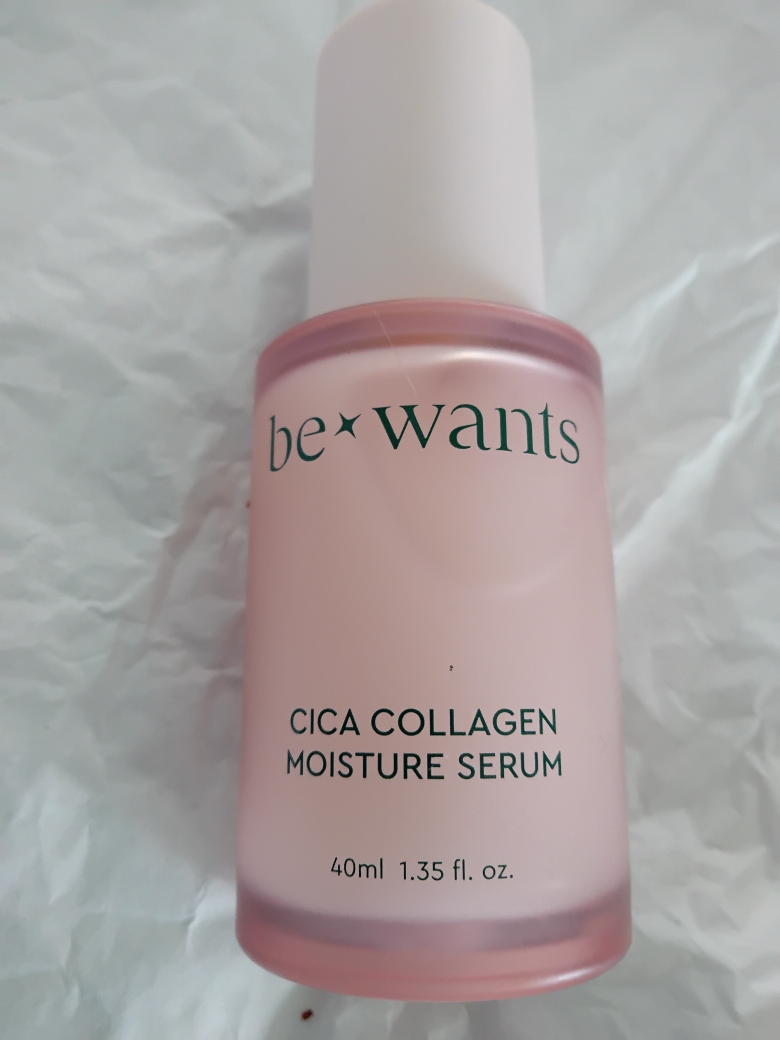 be✦wants
CICA COLLAGEN
MOISTURE SERUM
40ml 1.35 fl. oz.